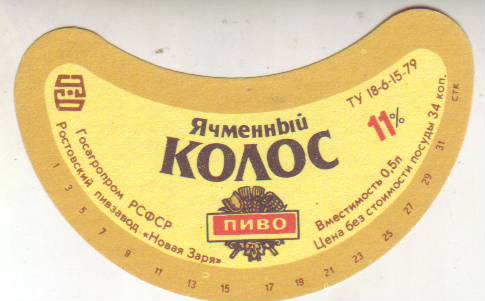 Ячменный
КОЛОС
ПИВО
11%
ТУ 18-6-15-79
Госагропром РСФСР
Ростовский пивзавод „Новая Заря“
Вместимость 0,5л
Цена без стоимости посуды 34 коп.
1 3 5 7 9 11 13 15 17 19 21 23 25 27 29 31 СТК